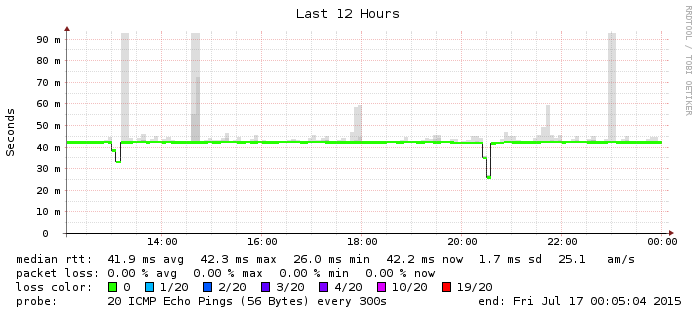 Last 12 Hours
RRDTOOL / TOBI OETIKER
Seconds
90 m
80 m
70 m
60 m
50 m
40 m
30 m
20 m
10 m
0
14:00 16:00 18:00 20:00 22:00 00:00
median rtt: 41.9 ms avg 42.3 ms max 26.0 ms min 42.2 ms now 1.7 ms sd 25.1 am/s
packet loss: 0.00 % avg 0.00 % max 0.00 % min 0.00 % now
loss color: 0 1/20 2/20 3/20 4/20 10/20 19/20
probe: 20 ICMP Echo Pings (56 Bytes) every 300s end: Fri Jul 17 00:05:04 2015